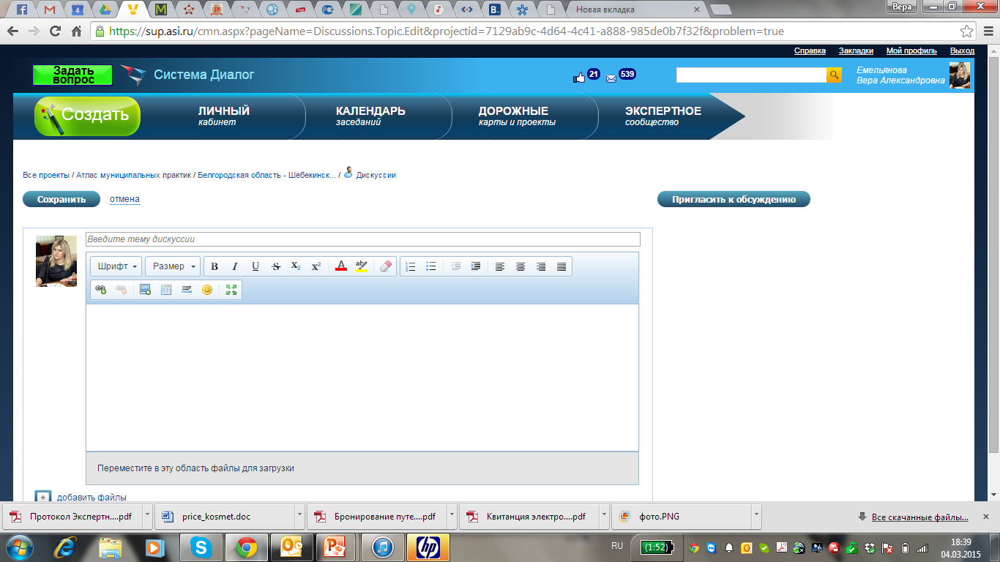 Новая вкладка
Вера
https://sup.asi.ru/cmn.aspx?pageName=Discussions.Topic.Edit&projectid=7129ab9c-4d64-4c41-a888-985de0b7f32f&problem=true
Справка Закладки Мой профиль Выход
Задать вопрос
Система Диалог
21
539
Емельянова
Вера Александровна
Создать
ЛИЧНЫЙ
кабинет
КАЛЕНДАРЬ
заседаний
ДОРОЖНЫЕ
карты и проекты
ЭКСПЕРТНОЕ
сообщество
Все проекты / Атлас муниципальных практик / Белгородская область - Шебекинск... / Дискуссии
Сохранить отмена
Пригласить к обсуждению
Введите тему дискуссии
Шрифт Размер B I U S X₂ x² A ab
Переместите в эту область файлы для загрузки
добавить файлы
Протокол Экспертн....pdf
price_kosmet.doc
Бронирование путе....pdf
Квитанция электро....pdf
фото.PNG
Все скачанные файлы...
RU
(1:52)
18:39
04.03.2015